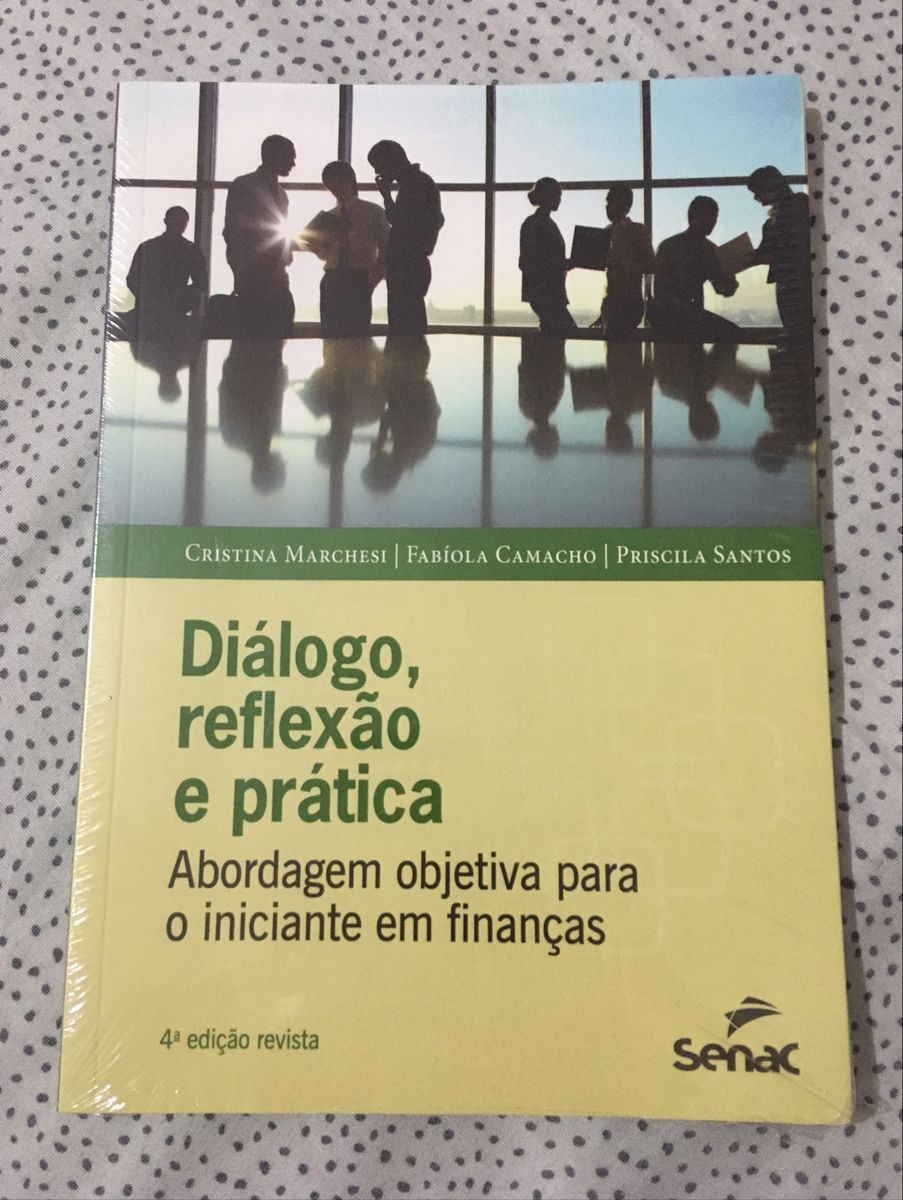 CRISTINA MARCHESI | FABÍOLA CAMACHO | PRISCILA SANTOS
Diálogo,
reflexão
e prática
Abordagem objetiva para
o iniciante em finanças
4ª edição revista
Senac